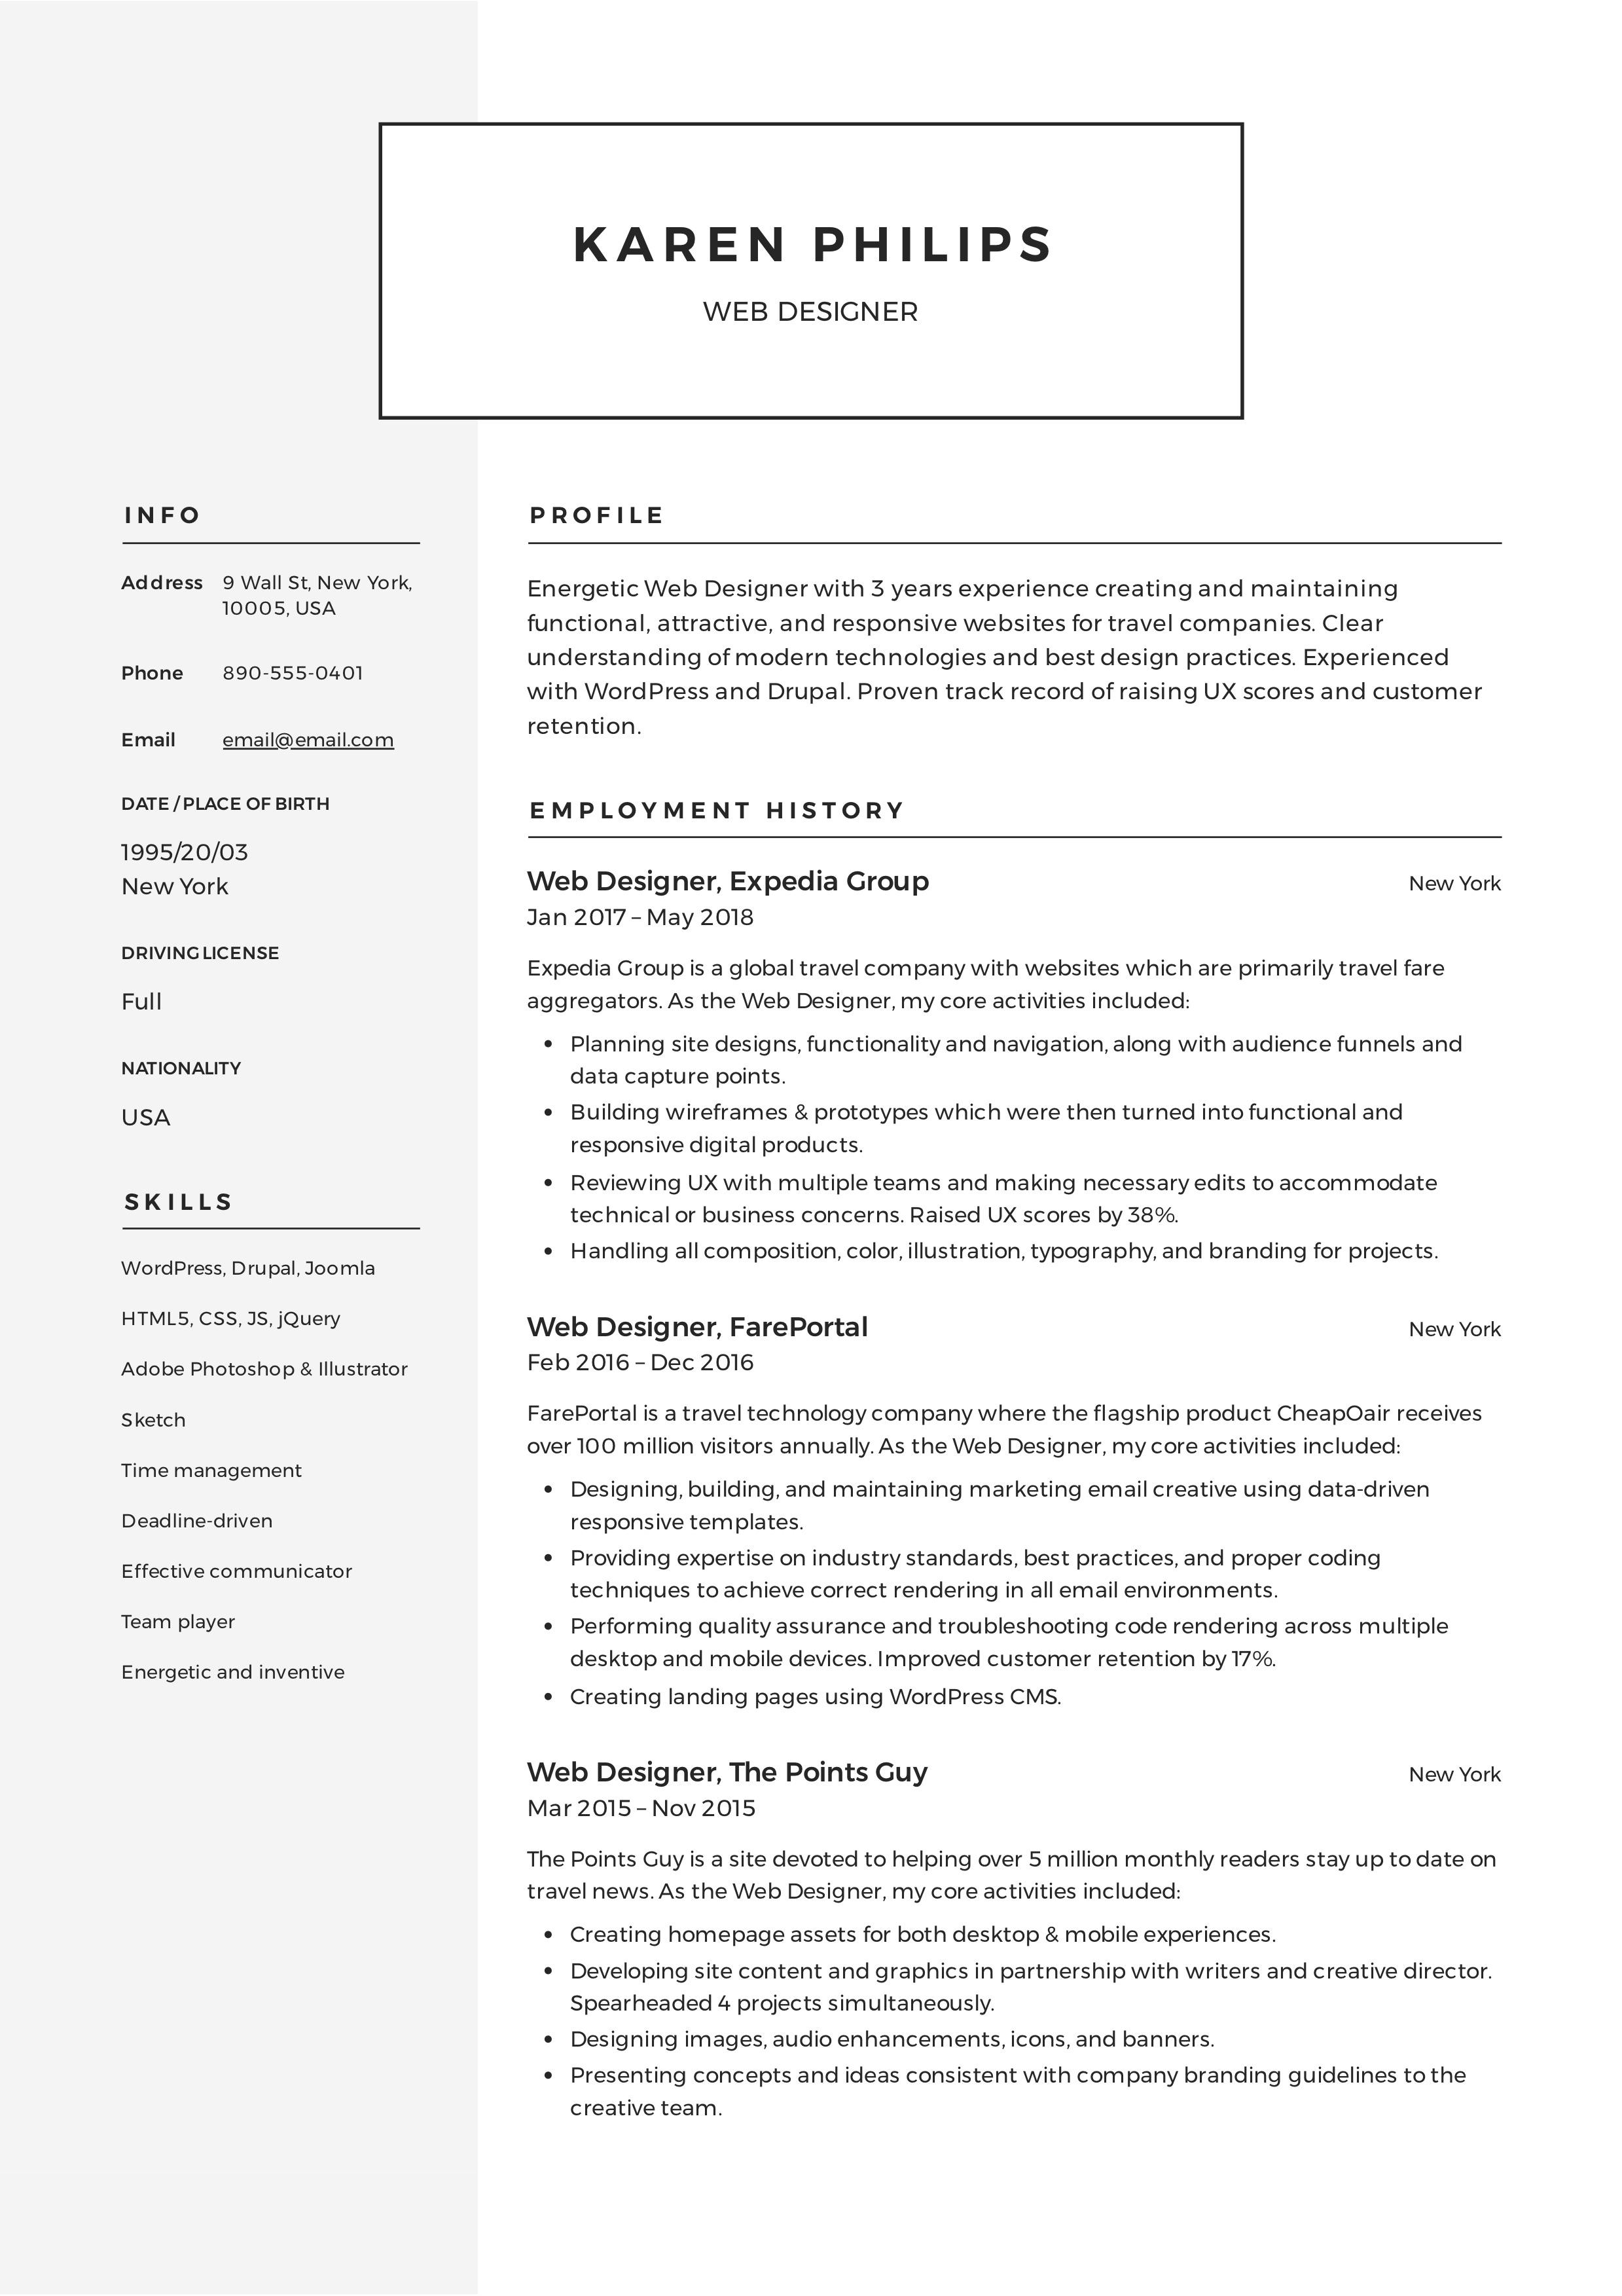 KAREN PHILIPS
WEB DESIGNER
INFO
Address 9 Wall St, New York,
10005, USA
Phone 890-555-0401
Email email@email.com
DATE / PLACE OF BIRTH
1995/20/03
New York
DRIVING LICENSE
Full
NATIONALITY
USA
SKILLS
WordPress, Drupal, Joomla
HTML5, CSS, JS, jQuery
Adobe Photoshop & Illustrator
Sketch
Time management
Deadline-driven
Effective communicator
Team player
Energetic and inventive
PROFILE
Energetic Web Designer with 3 years experience creating and maintaining
functional, attractive, and responsive websites for travel companies. Clear
understanding of modern technologies and best design practices. Experienced
with WordPress and Drupal. Proven track record of raising UX scores and customer
retention.
EMPLOYMENT HISTORY
Web Designer, Expedia Group New York
Jan 2017 – May 2018
Expedia Group is a global travel company with websites which are primarily travel fare
aggregators. As the Web Designer, my core activities included:
• Planning site designs, functionality and navigation, along with audience funnels and
data capture points.
• Building wireframes & prototypes which were then turned into functional and
responsive digital products.
• Reviewing UX with multiple teams and making necessary edits to accommodate
technical or business concerns. Raised UX scores by 38%.
• Handling all composition, color, illustration, typography, and branding for projects.
Web Designer, FarePortal New York
Feb 2016 – Dec 2016
FarePortal is a travel technology company where the flagship product CheapOair receives
over 100 million visitors annually. As the Web Designer, my core activities included:
• Designing, building, and maintaining marketing email creative using data-driven
responsive templates.
• Providing expertise on industry standards, best practices, and proper coding
techniques to achieve correct rendering in all email environments.
• Performing quality assurance and troubleshooting code rendering across multiple
desktop and mobile devices. Improved customer retention by 17%.
• Creating landing pages using WordPress CMS.
Web Designer, The Points Guy New York
Mar 2015 – Nov 2015
The Points Guy is a site devoted to helping over 5 million monthly readers stay up to date on
travel news. As the Web Designer, my core activities included:
• Creating homepage assets for both desktop & mobile experiences.
• Developing site content and graphics in partnership with writers and creative director.
Spearheaded 4 projects simultaneously.
• Designing images, audio enhancements, icons, and banners.
• Presenting concepts and ideas consistent with company branding guidelines to the
creative team.